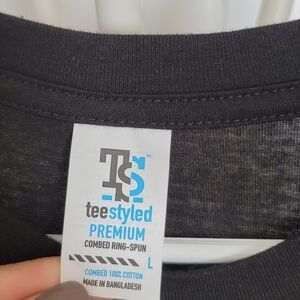 TS
teestyled
PREMIUM
COMBED RING-SPUN
L
COMBED 100% COTTON
MADE IN BANGLADESH